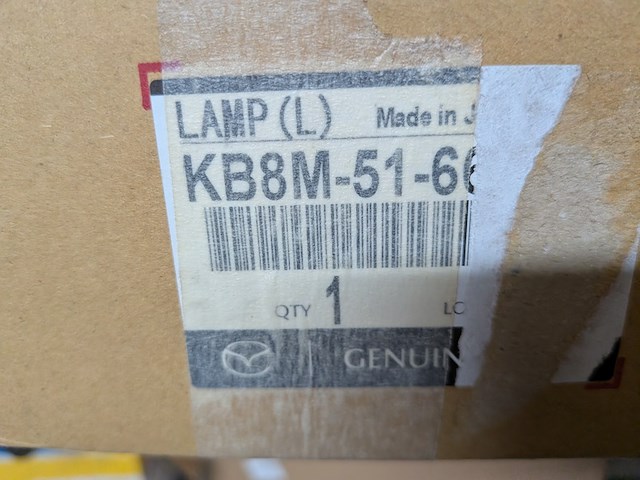 LAMP (L) Made in
KB8M-51-6
QTY 1 LO
GENUIN